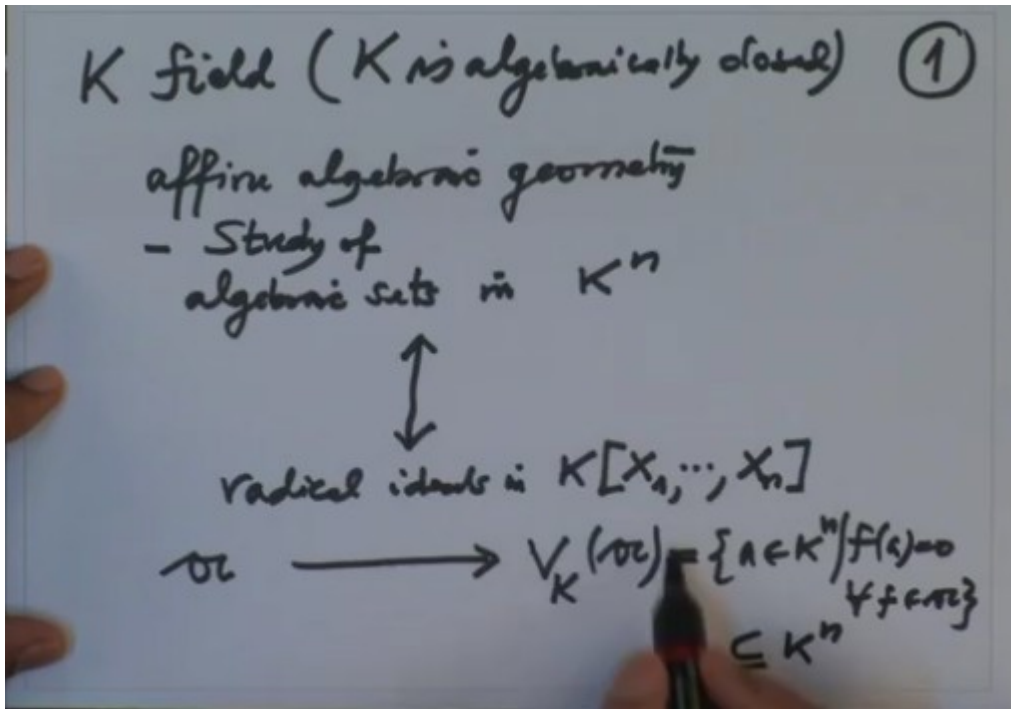 K field (K is algebraically closed) ①
affine algebraic geometry
- Study of
algebraic sets in Kⁿ
↕
radical ideals in K[X₁, ..., Xₙ]
𝔞 ⟶ V_K(𝔞) = {a ∈ Kⁿ | f(a) = 0
∀ f ∈ 𝔞}
⊆ Kⁿ